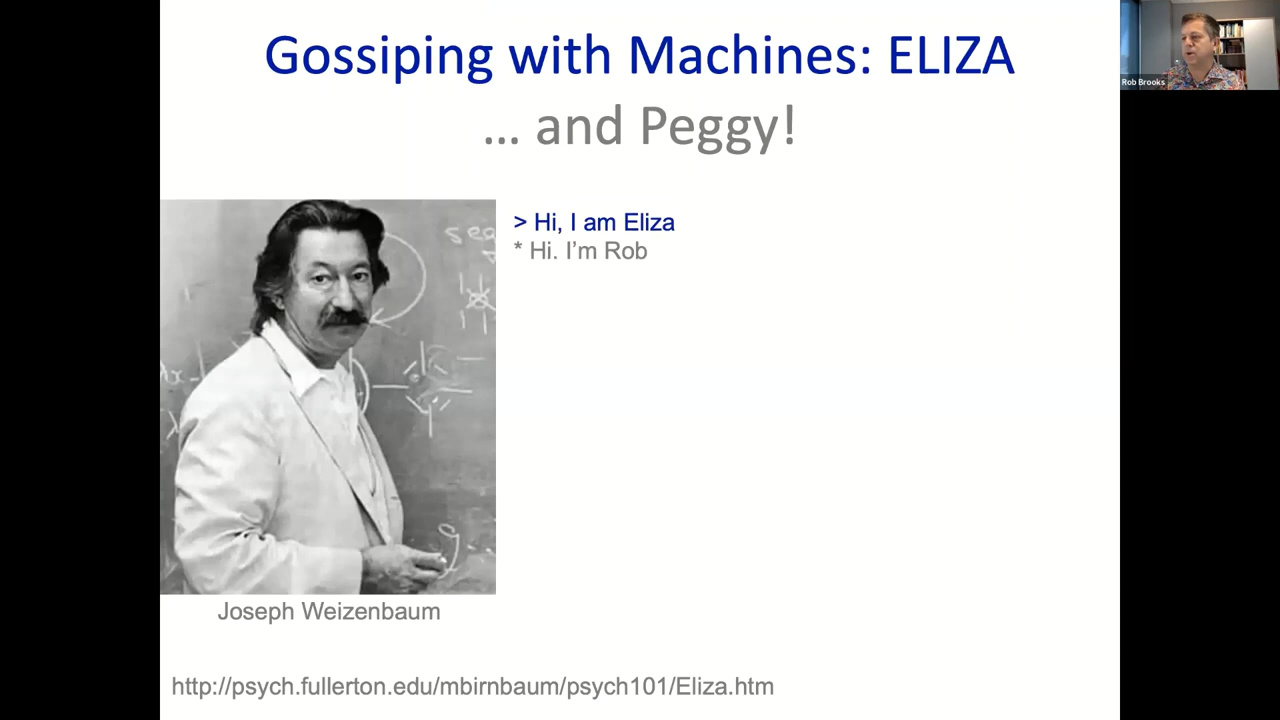 Gossiping with Machines: ELIZA
... and Peggy!
Rob Brooks
> Hi, I am Eliza
* Hi. I’m Rob
Joseph Weizenbaum
http://psych.fullerton.edu/mbirnbaum/psych101/Eliza.htm